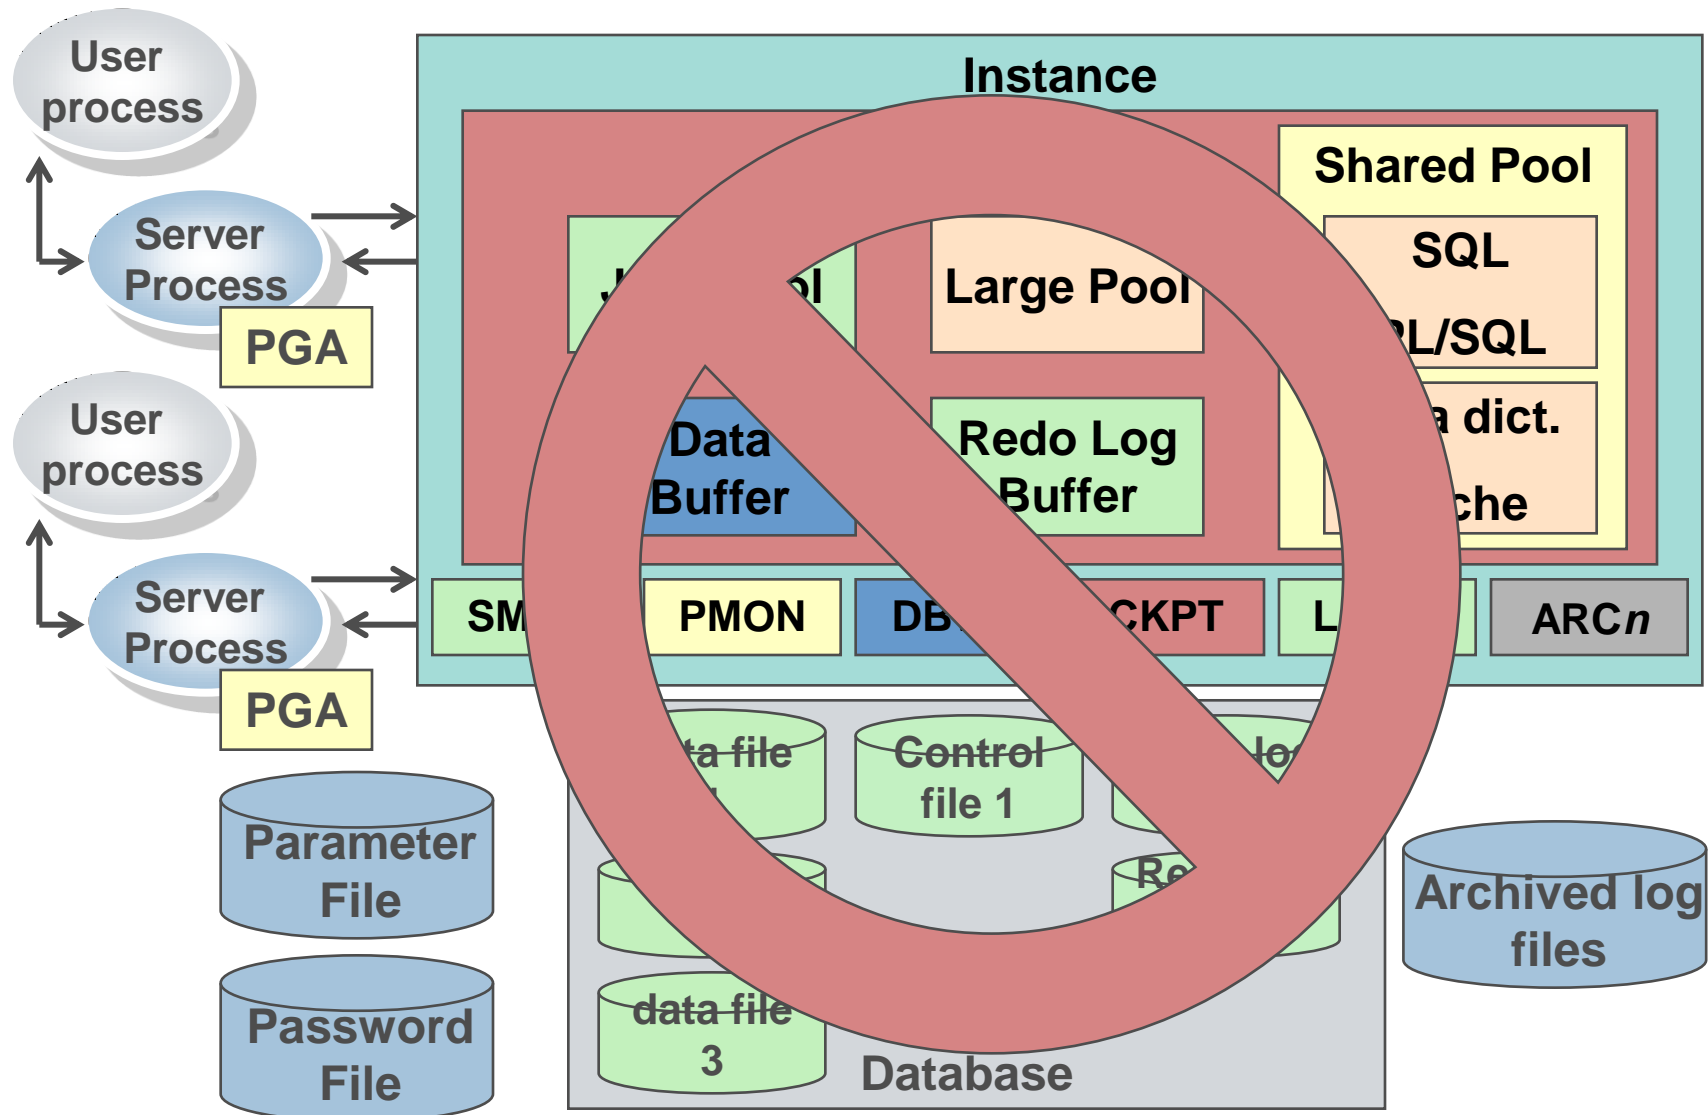 User
process
Server
Process
PGA
User
process
Server
Process
PGA
Parameter
File
Password
File
Instance
Large Pool
Shared Pool
SQL
PL/SQL
dict.
Data
Buffer
Redo Log
Buffer
PMON
CKPT
ARCn
file
Control
file 1
data file
3
Database
Archived log
files